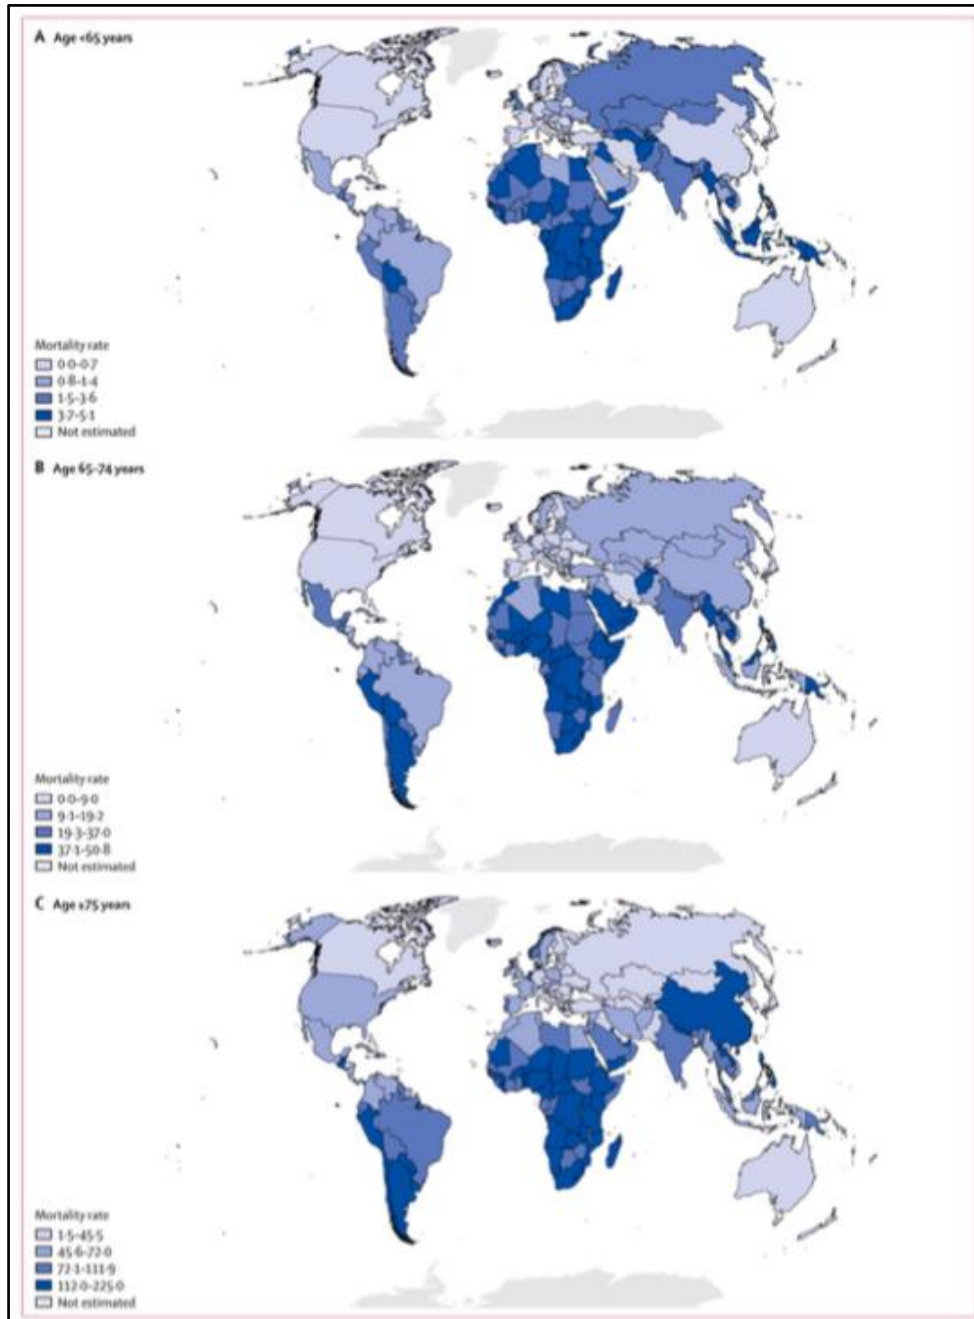 A Age <65 years
Mortality rate
0·0–0·7
0·8–1·4
1·5–3·6
3·7–5·1
Not estimated
B Age 65–74 years
Mortality rate
0·0–9·0
9·1–19·2
19·3–37·0
37·1–50·8
Not estimated
C Age ≥75 years
Mortality rate
1·5–45·5
45·6–72·0
72·1–111·9
112·0–225·0
Not estimated